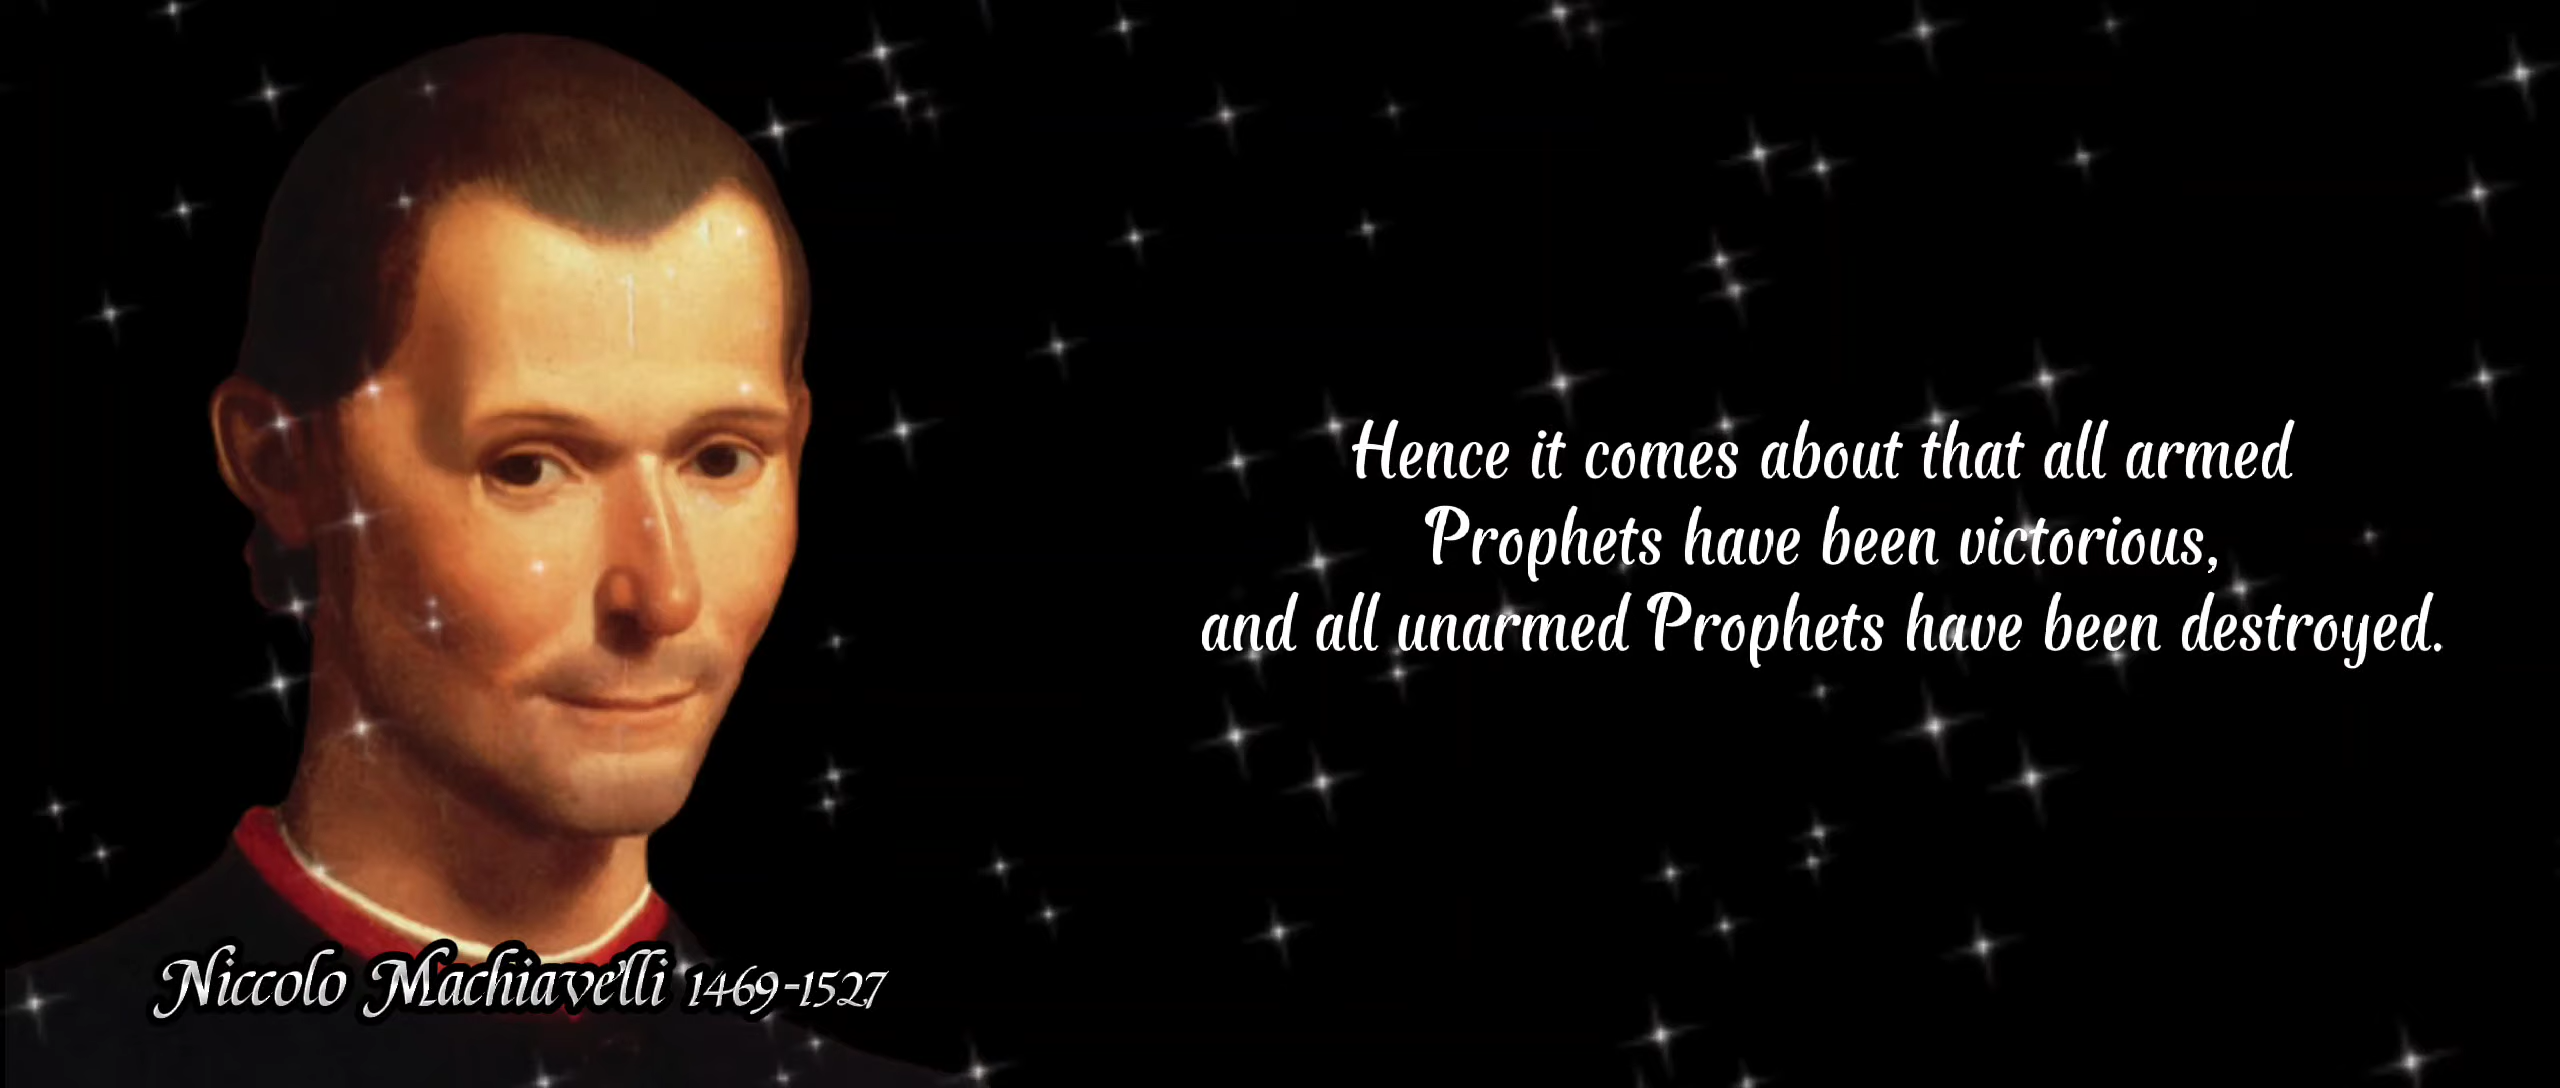 Hence it comes about that all armed
Prophets have been victorious,
and all unarmed Prophets have been destroyed.
Niccolo Machiavelli 1469-1527